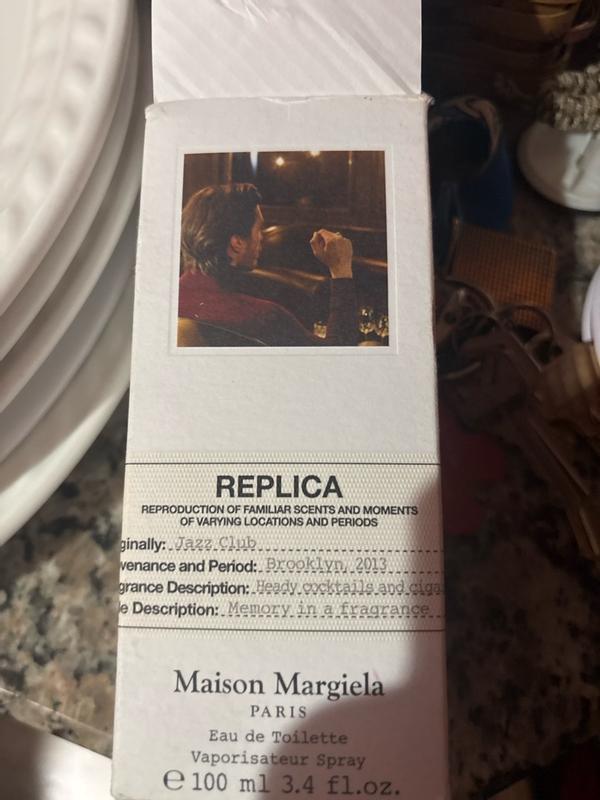 REPLICA
REPRODUCTION OF FAMILIAR SCENTS AND MOMENTS
OF VARYING LOCATIONS AND PERIODS
ginally: Jazz Club
venance and Period: Brooklyn, 2013
grance Description: Heady cocktails and cigar
e Description: Memory in a fragrance
Maison Margiela
PARIS
Eau de Toilette
Vaporisateur Spray
℮ 100 ml 3.4 fl.oz.